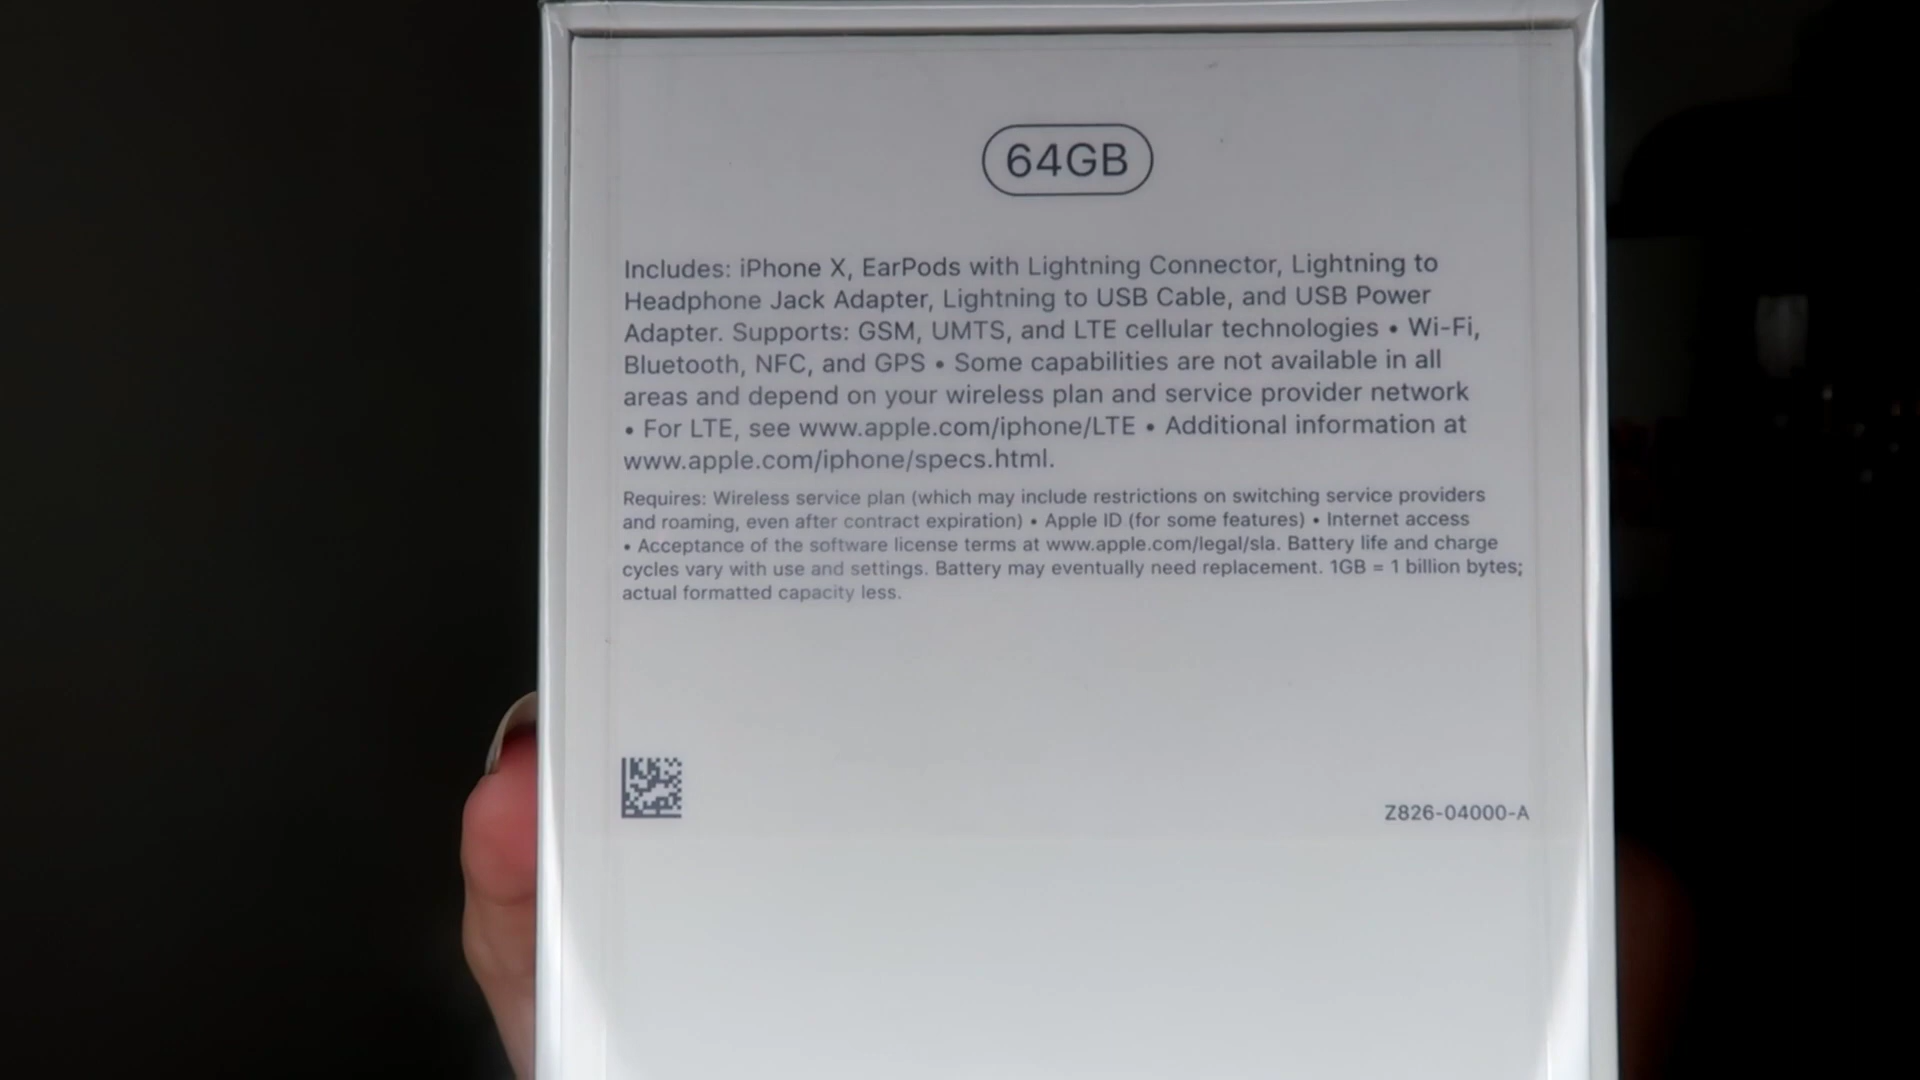 64GB
Includes: iPhone X, EarPods with Lightning Connector, Lightning to
Headphone Jack Adapter, Lightning to USB Cable, and USB Power
Adapter. Supports: GSM, UMTS, and LTE cellular technologies • Wi-Fi,
Bluetooth, NFC, and GPS • Some capabilities are not available in all
areas and depend on your wireless plan and service provider network
• For LTE, see www.apple.com/iphone/LTE • Additional information at
www.apple.com/iphone/specs.html.
Requires: Wireless service plan (which may include restrictions on switching service providers
and roaming, even after contract expiration) • Apple ID (for some features) • Internet access
• Acceptance of the software license terms at www.apple.com/legal/sla. Battery life and charge
cycles vary with use and settings. Battery may eventually need replacement. 1GB = 1 billion bytes;
actual formatted capacity less.
Z826-04000-A